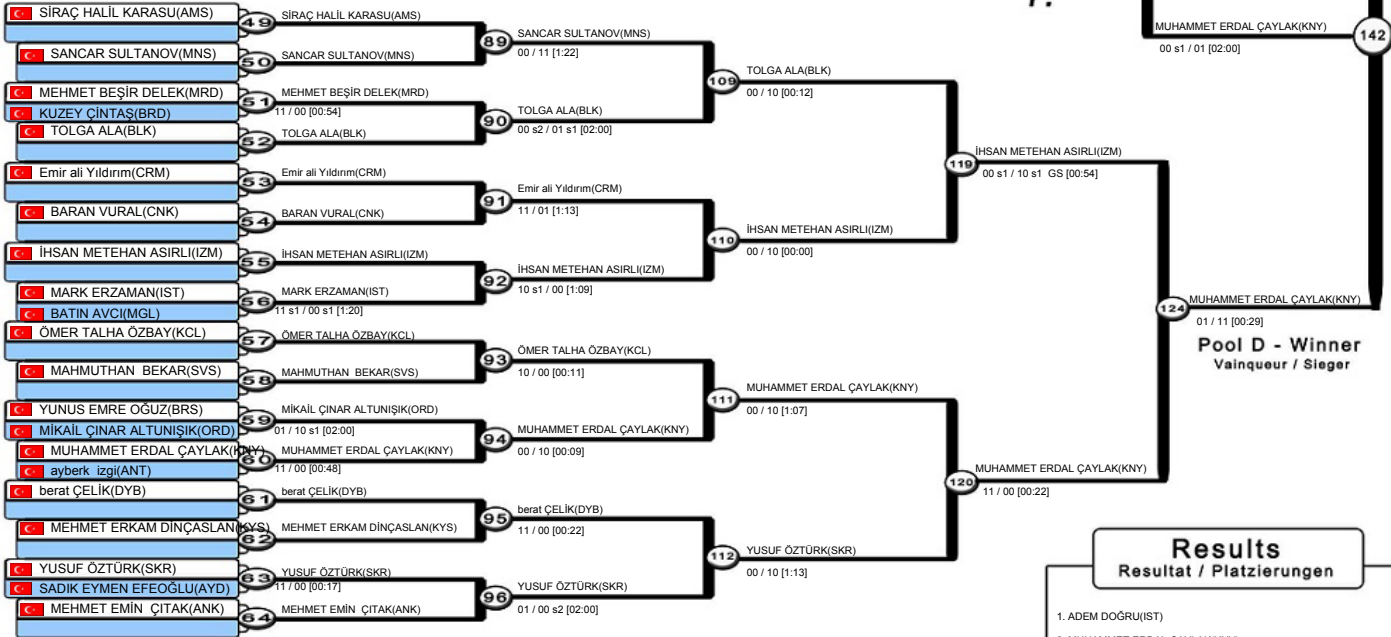 SİRAÇ HALİL KARASU(AMS)
49
SİRAÇ HALİL KARASU(AMS)
SANCAR SULTANOV(MNS)
50
SANCAR SULTANOV(MNS)
89
SANCAR SULTANOV(MNS)
00 / 11 [1:22]
MEHMET BEŞİR DELEK(MRD)
KUZEY ÇİNTAŞ(BRD)
51
MEHMET BEŞİR DELEK(MRD)
11 / 00 [00:54]
TOLGA ALA(BLK)
52
TOLGA ALA(BLK)
90
TOLGA ALA(BLK)
00 s2 / 01 s1 [02:00]
109
TOLGA ALA(BLK)
00 / 10 [00:12]
Emir ali Yıldırım(CRM)
53
Emir ali Yıldırım(CRM)
BARAN VURAL(CNK)
54
BARAN VURAL(CNK)
91
Emir ali Yıldırım(CRM)
11 / 01 [1:13]
İHSAN METEHAN ASIRLI(IZM)
55
İHSAN METEHAN ASIRLI(IZM)
MARK ERZAMAN(IST)
BATIN AVCI(MGL)
56
MARK ERZAMAN(IST)
11 s1 / 00 s1 [1:20]
92
İHSAN METEHAN ASIRLI(IZM)
10 s1 / 00 [1:09]
110
İHSAN METEHAN ASIRLI(IZM)
00 / 10 [00:00]
119
İHSAN METEHAN ASIRLI(IZM)
00 s1 / 10 s1 GS [00:54]
ÖMER TALHA ÖZBAY(KCL)
57
ÖMER TALHA ÖZBAY(KCL)
MAHMUTHAN BEKAR(SVS)
58
MAHMUTHAN BEKAR(SVS)
93
ÖMER TALHA ÖZBAY(KCL)
10 / 00 [00:11]
YUNUS EMRE OĞUZ(BRS)
MİKAİL ÇINAR ALTUNIŞIK(ORD)
59
MİKAİL ÇINAR ALTUNIŞIK(ORD)
01 / 10 s1 [02:00]
MUHAMMET ERDAL ÇAYLAK(KNY)
ayberk izgi(ANT)
60
MUHAMMET ERDAL ÇAYLAK(KNY)
11 / 00 [00:48]
94
MUHAMMET ERDAL ÇAYLAK(KNY)
00 / 10 [00:09]
111
MUHAMMET ERDAL ÇAYLAK(KNY)
00 / 10 [1:07]
berat ÇELİK(DYB)
61
berat ÇELİK(DYB)
MEHMET ERKAM DİNÇASLAN(KYS)
62
MEHMET ERKAM DİNÇASLAN(KYS)
95
berat ÇELİK(DYB)
11 / 00 [00:22]
YUSUF ÖZTÜRK(SKR)
SADIK EYMEN EFEOĞLU(AYD)
63
YUSUF ÖZTÜRK(SKR)
11 / 00 [00:17]
MEHMET EMİN ÇITAK(ANK)
64
MEHMET EMİN ÇITAK(ANK)
96
YUSUF ÖZTÜRK(SKR)
01 / 00 s2 [02:00]
112
YUSUF ÖZTÜRK(SKR)
00 / 10 [1:13]
120
MUHAMMET ERDAL ÇAYLAK(KNY)
11 / 00 [00:22]
124
MUHAMMET ERDAL ÇAYLAK(KNY)
01 / 11 [00:29]
Pool D - Winner
Vainqueur / Sieger
MUHAMMET ERDAL ÇAYLAK(KNY)
00 s1 / 01 [02:00]
142
Results
Resultat / Platzierungen
1. ADEM DOĞRU(IST)